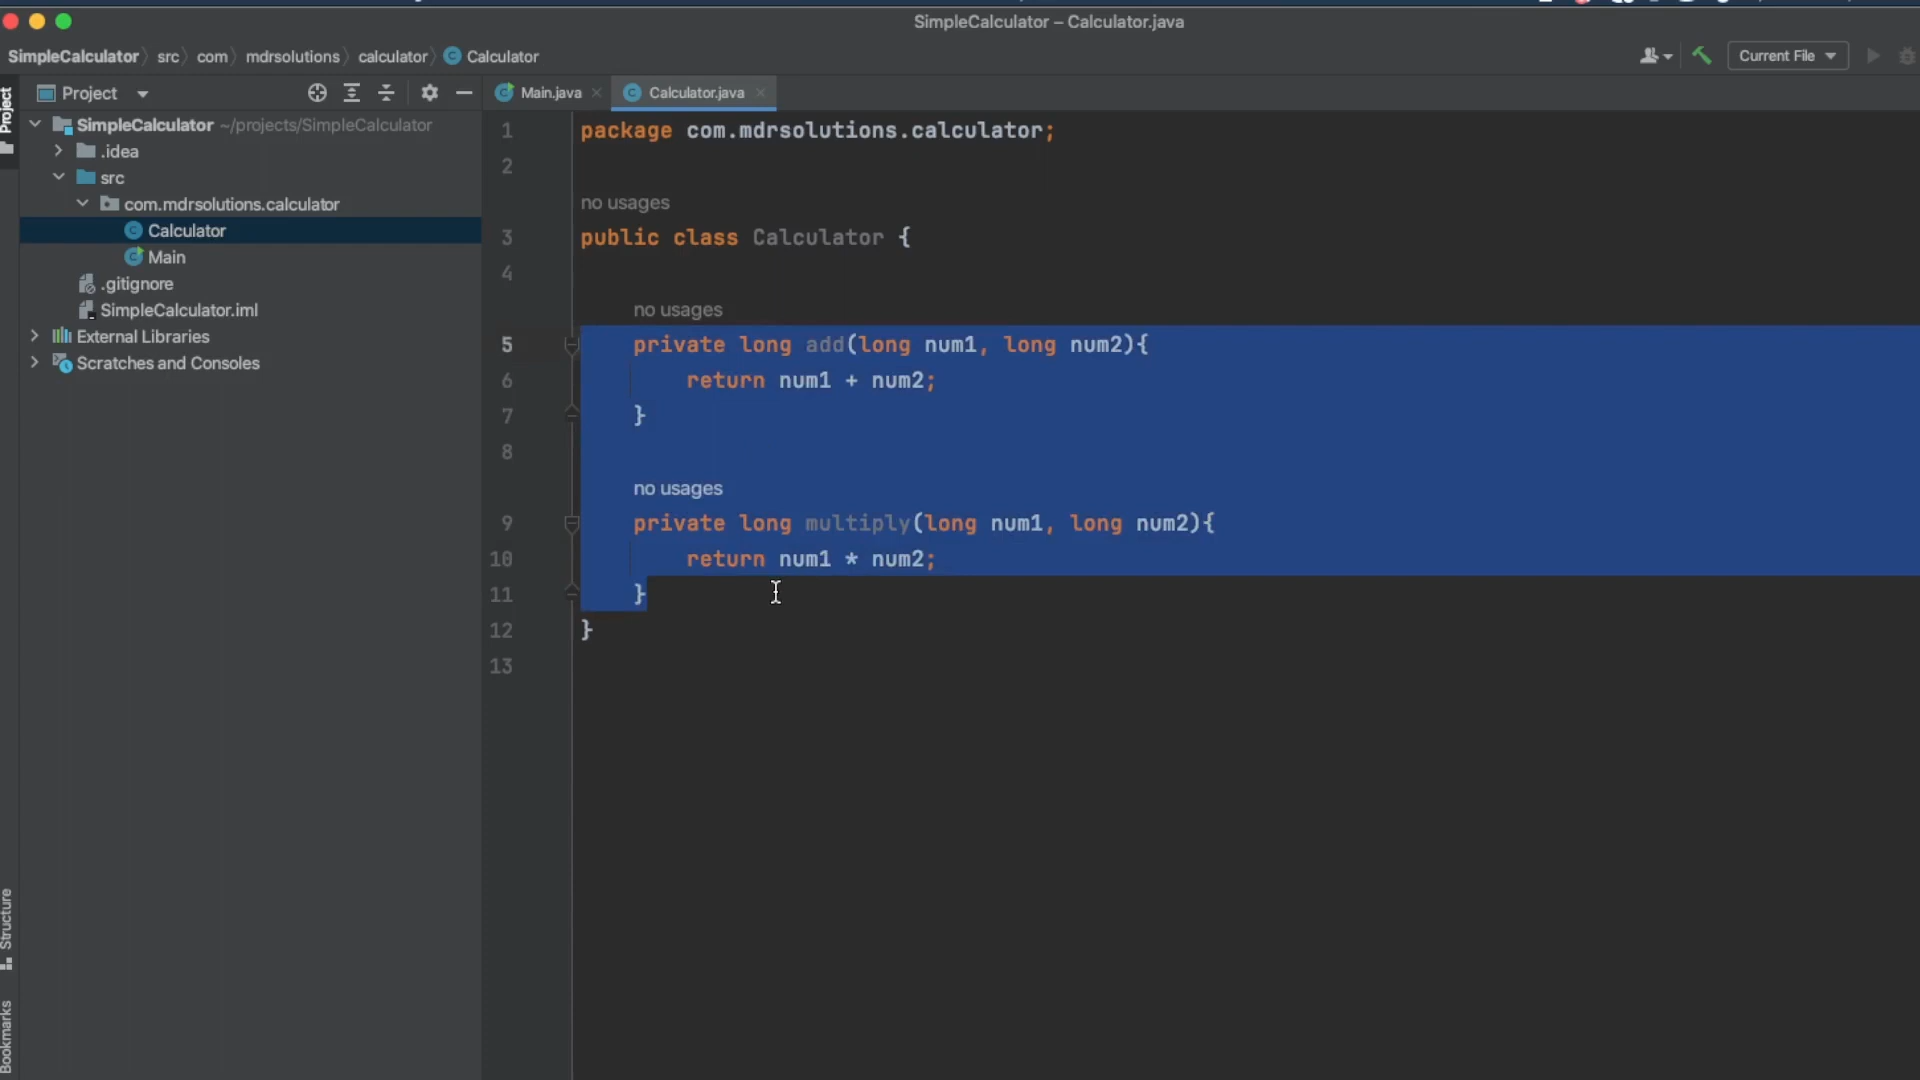 SimpleCalculator – Calculator.java
SimpleCalculator src com mdrsolutions calculator Calculator
Current File
Project
Project
Main.java
Calculator.java
SimpleCalculator ~/projects/SimpleCalculator
.idea
src
com.mdrsolutions.calculator
Calculator
Main
.gitignore
SimpleCalculator.iml
External Libraries
Scratches and Consoles
1 package com.mdrsolutions.calculator;
2
no usages
3 public class Calculator {
4
no usages
5 private long add(long num1, long num2){
6 return num1 + num2;
7 }
8
no usages
9 private long multiply(long num1, long num2){
10 return num1 * num2;
11 }
12 }
13
Structure
Bookmarks